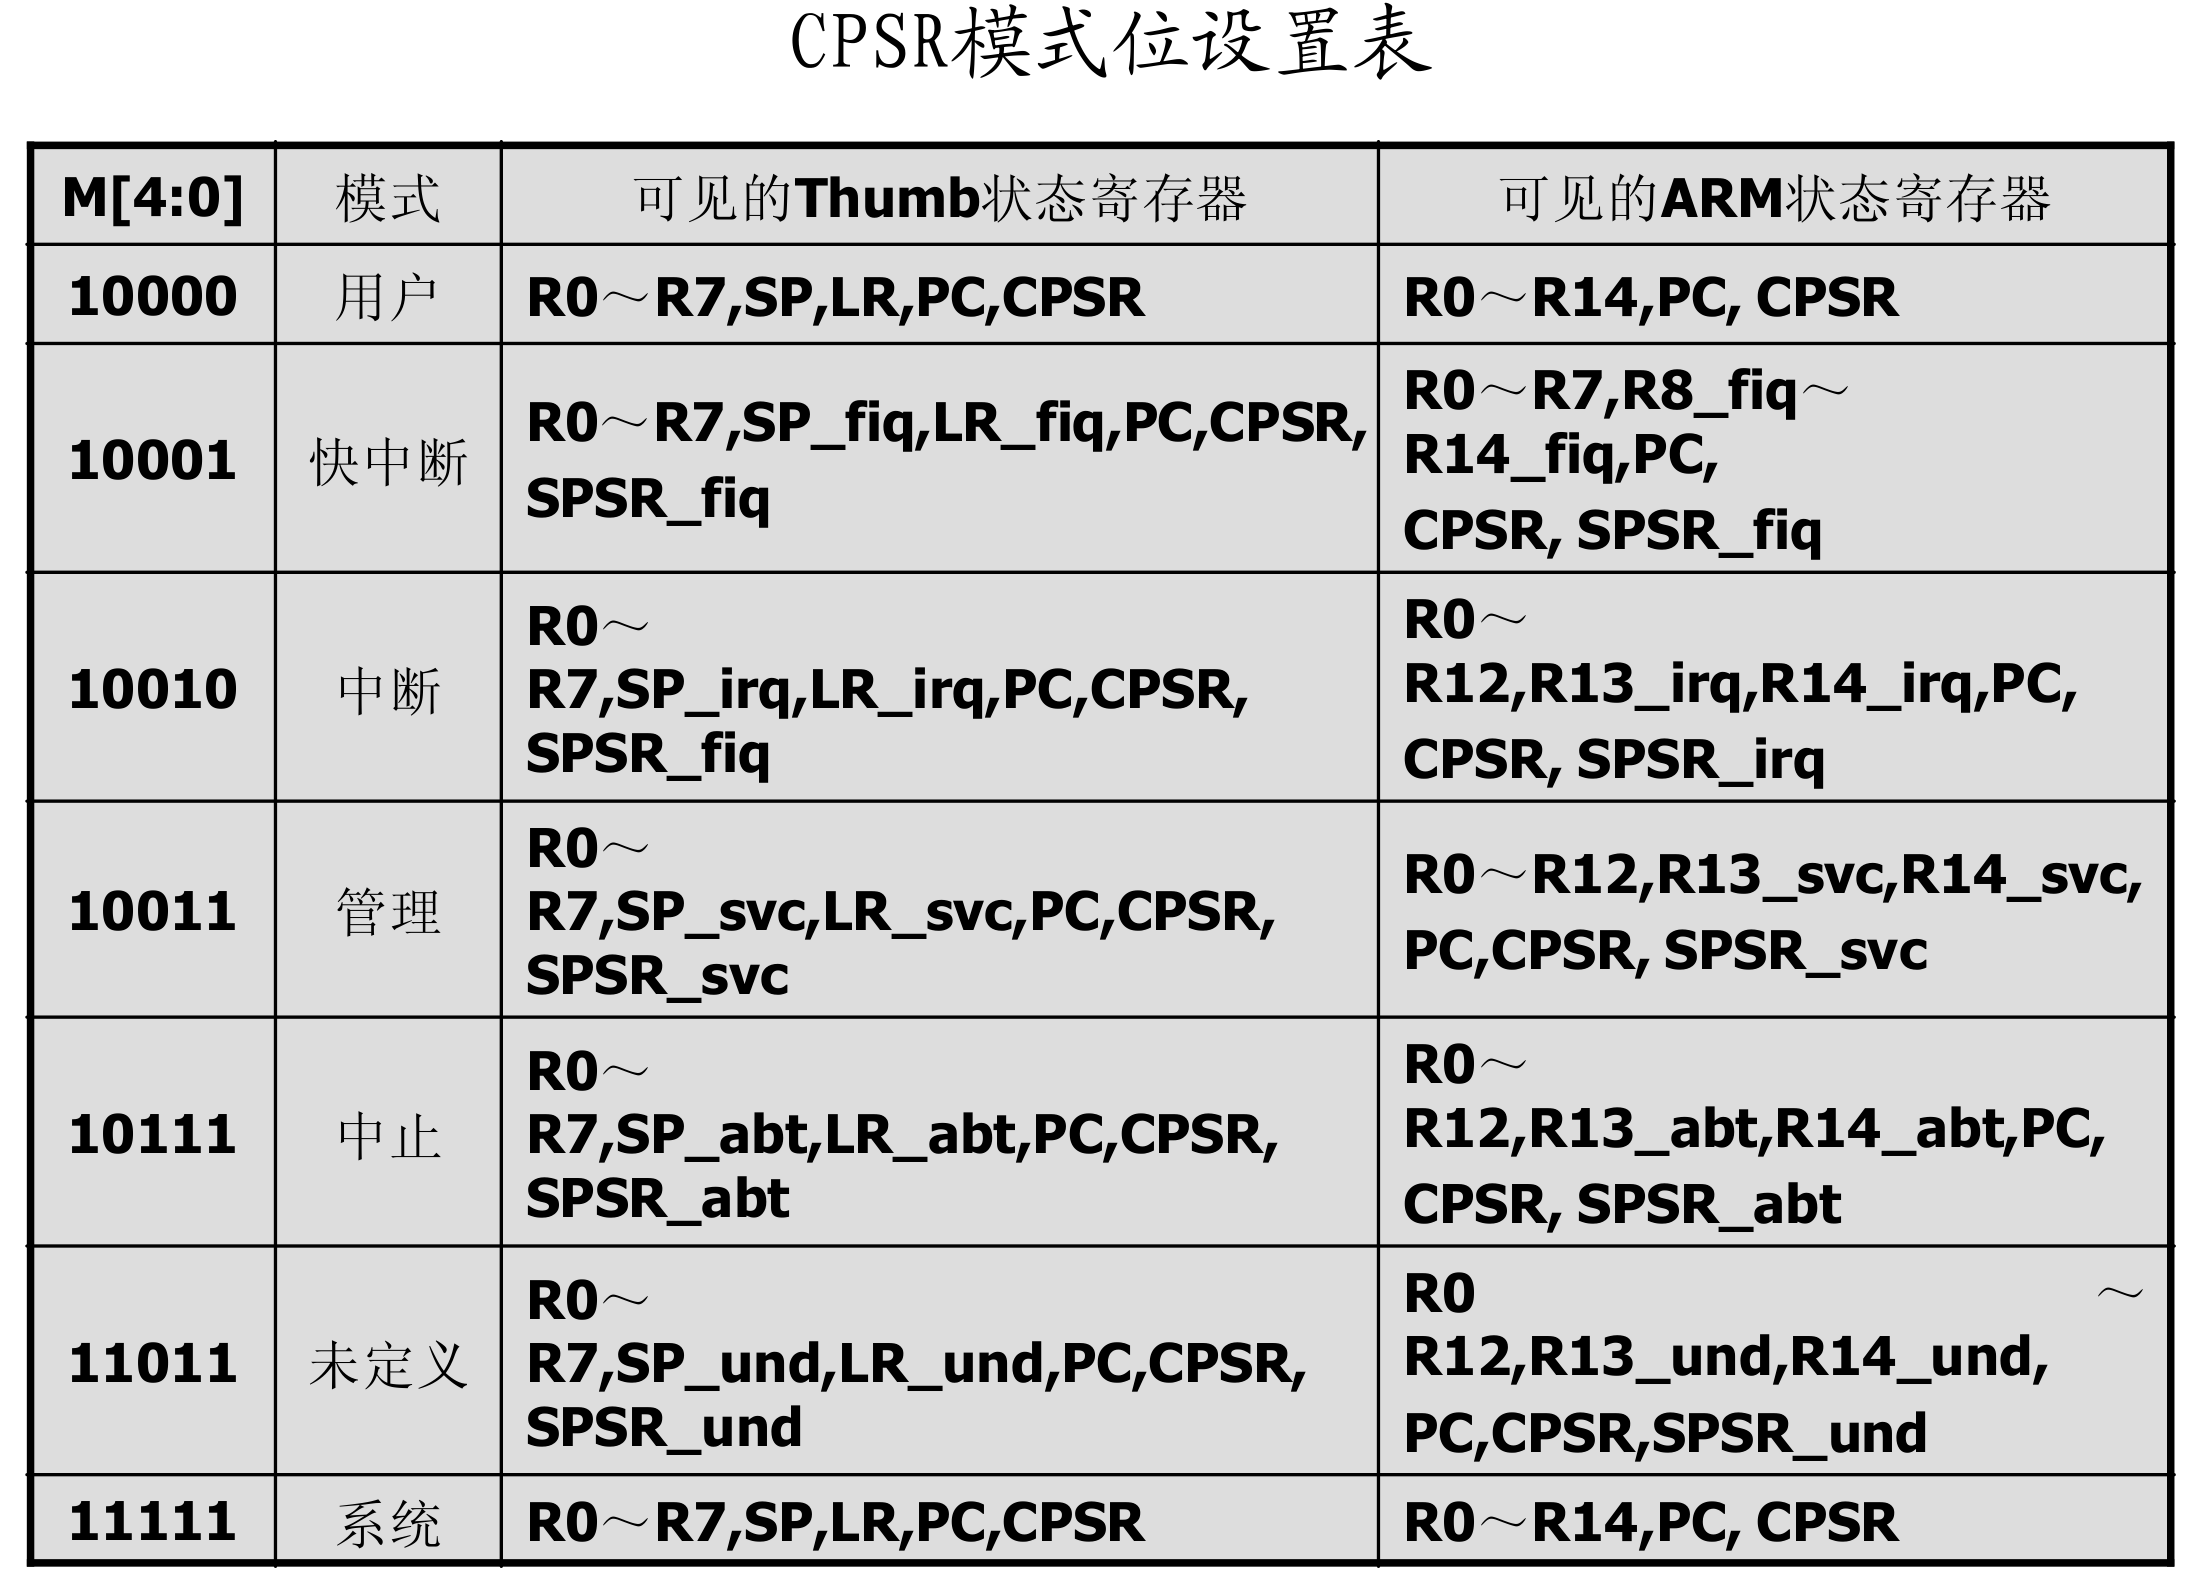 CPSR模式位设置表
M[4:0] 模式 可见的Thumb状态寄存器 可见的ARM状态寄存器
10000 用户 R0～R7,SP,LR,PC,CPSR R0～R14,PC, CPSR
10001 快中断
R0～R7,SP_fiq,LR_fiq,PC,CPSR,
SPSR_fiq
R0～R7,R8_fiq～
R14_fiq,PC,
CPSR, SPSR_fiq
10010 中断
R0～
R7,SP_irq,LR_irq,PC,CPSR,
SPSR_fiq
R0～
R12,R13_irq,R14_irq,PC,
CPSR, SPSR_irq
10011 管理
R0～
R7,SP_svc,LR_svc,PC,CPSR,
SPSR_svc
R0～R12,R13_svc,R14_svc,
PC,CPSR, SPSR_svc
10111 中止
R0～
R7,SP_abt,LR_abt,PC,CPSR,
SPSR_abt
R0～
R12,R13_abt,R14_abt,PC,
CPSR, SPSR_abt
11011 未定义
R0～
R7,SP_und,LR_und,PC,CPSR,
SPSR_und
R0 ～
R12,R13_und,R14_und,
PC,CPSR,SPSR_und
11111 系统 R0～R7,SP,LR,PC,CPSR R0～R14,PC, CPSR